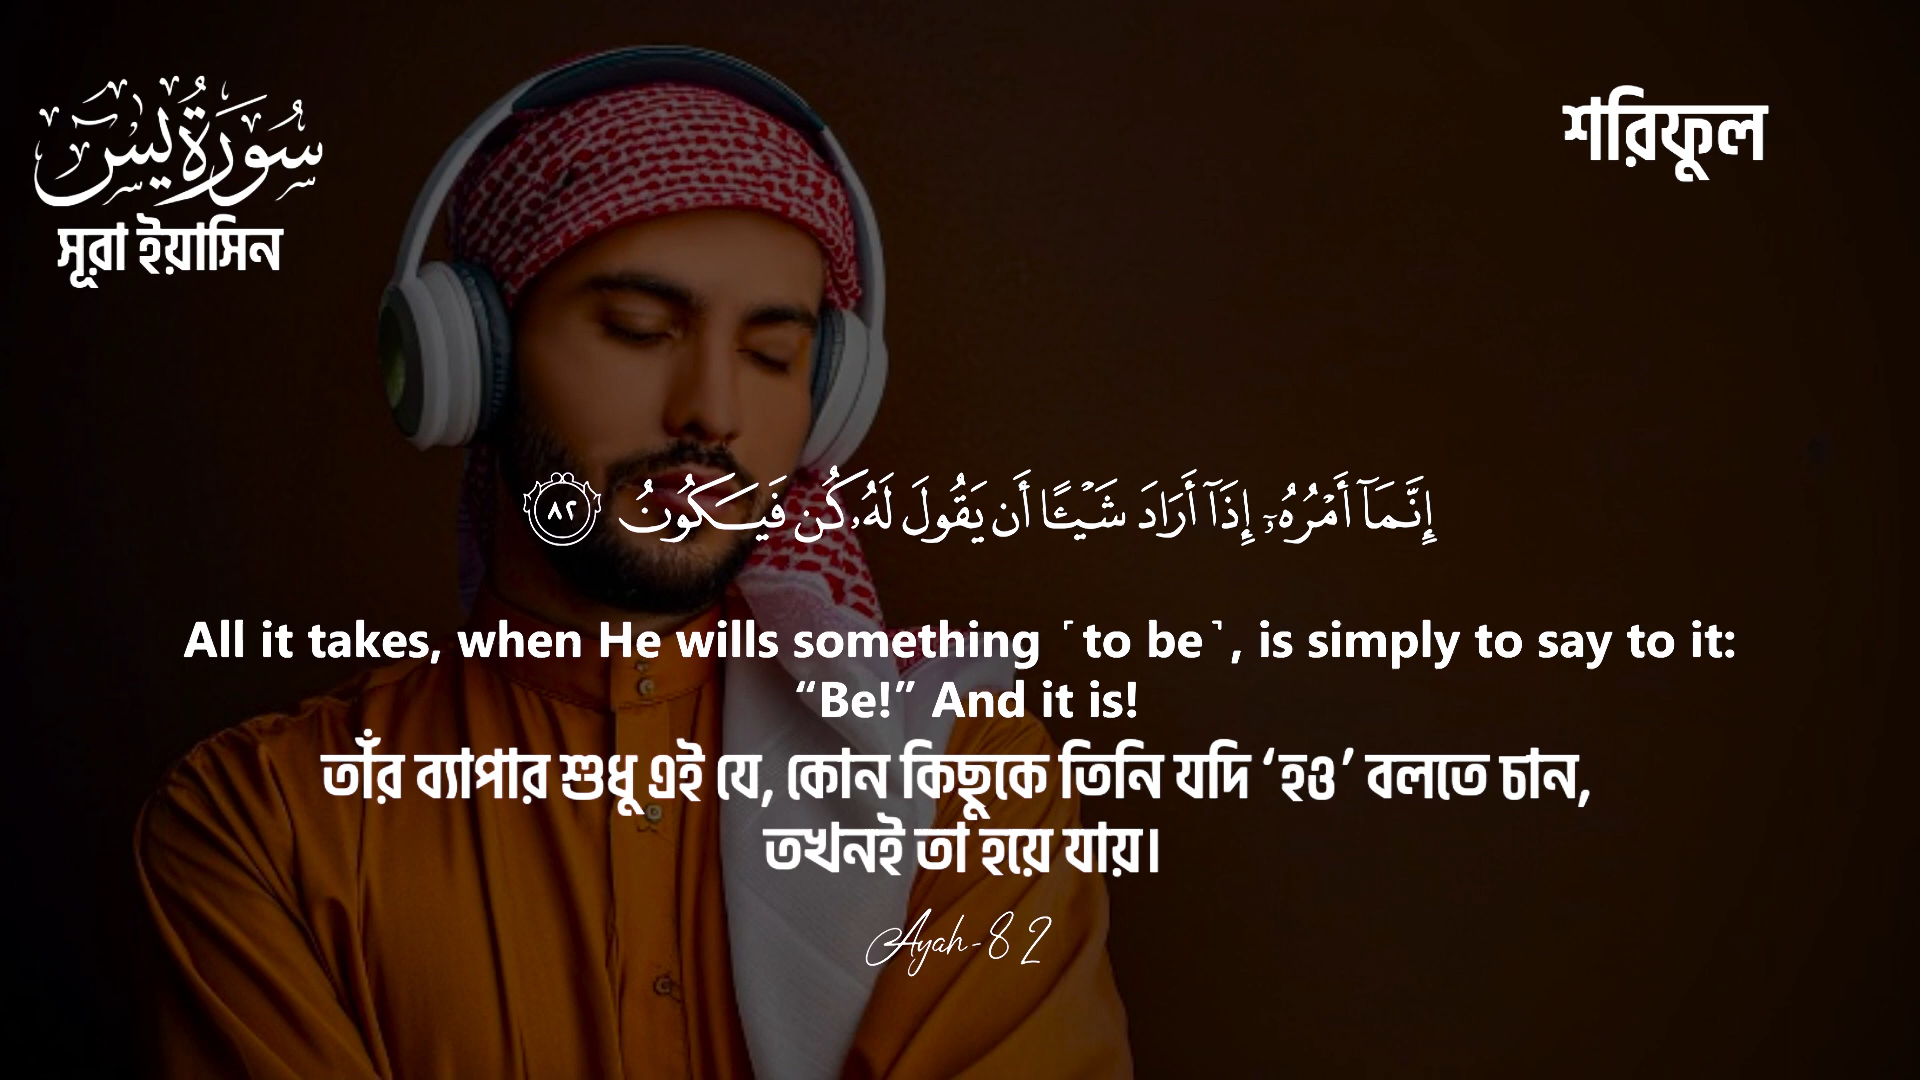 سُورَةُ يسٓ
সূরা ইয়াসিন
শরিফুল
إِنَّمَآ أَمْرُهُۥٓ إِذَآ أَرَادَ شَيْـًٔا أَن يَقُولَ لَهُۥ كُن فَيَكُونُ ٨٢
All it takes, when He wills something ˹to be˺, is simply to say to it:
“Be!” And it is!
তাঁর ব্যাপার শুধু এই যে, কোন কিছুকে তিনি যদি ‘হও’ বলতে চান,
তখনই তা হয়ে যায়।
Ayah-82